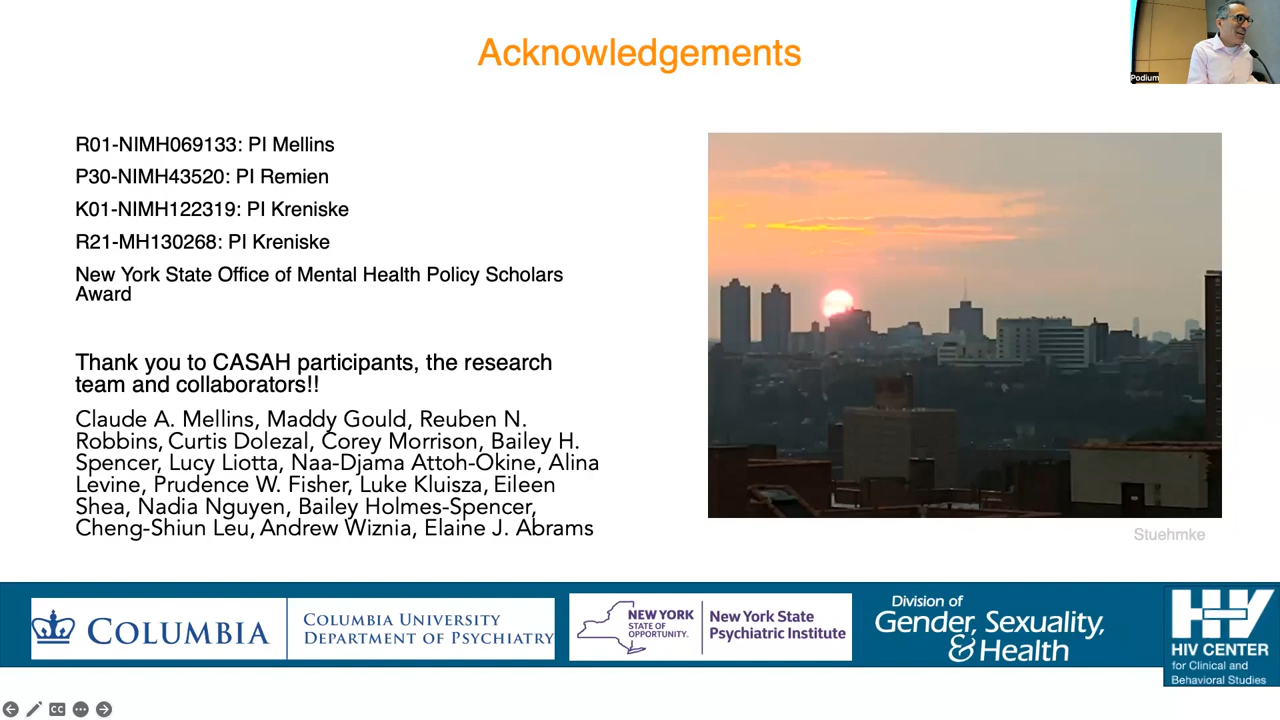 Acknowledgements
Podium
R01-NIMH069133: PI Mellins
P30-NIMH43520: PI Remien
K01-NIMH122319: PI Kreniske
R21-MH130268: PI Kreniske
New York State Office of Mental Health Policy Scholars
Award
Thank you to CASAH participants, the research
team and collaborators!!
Claude A. Mellins, Maddy Gould, Reuben N.
Robbins, Curtis Dolezal, Corey Morrison, Bailey H.
Spencer, Lucy Liotta, Naa-Djama Attoh-Okine, Alina
Levine, Prudence W. Fisher, Luke Kluisza, Eileen
Shea, Nadia Nguyen, Bailey Holmes-Spencer,
Cheng-Shiun Leu, Andrew Wiznia, Elaine J. Abrams
Stuehmke
COLUMBIA
COLUMBIA UNIVERSITY
DEPARTMENT OF PSYCHIATRY
NEW YORK
STATE OF
OPPORTUNITY.
New York State
Psychiatric Institute
Division of
Gender, Sexuality,
& Health
HIV
HIV CENTER
for Clinical and
Behavioral Studies
CC